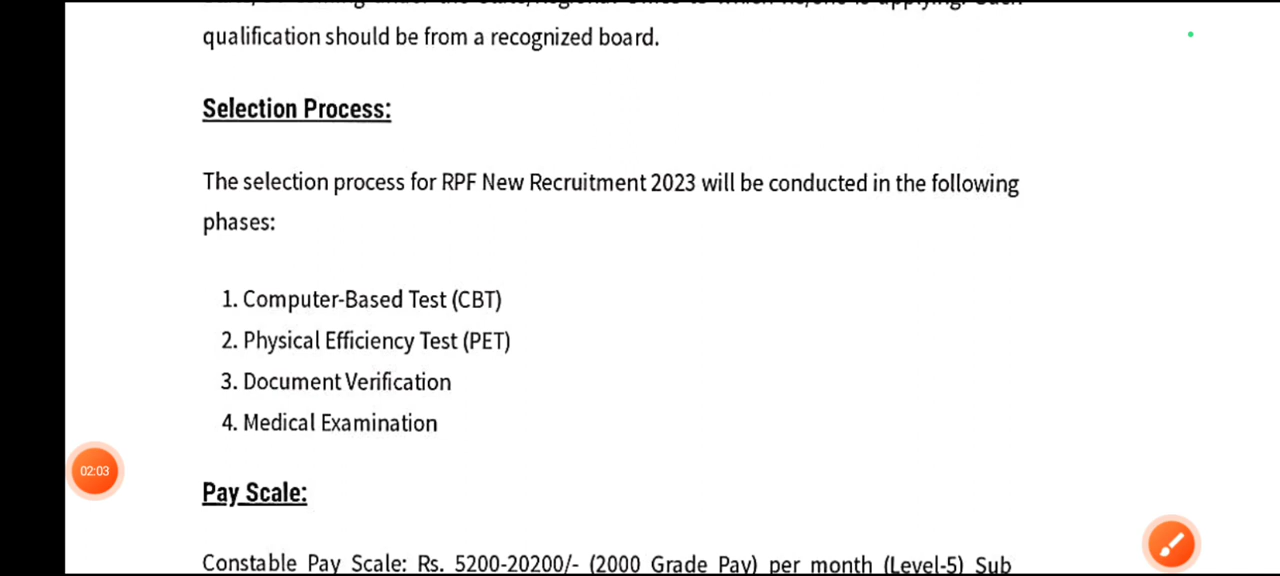 qualification should be from a recognized board.
Selection Process:
The selection process for RPF New Recruitment 2023 will be conducted in the following
phases:
1. Computer-Based Test (CBT)
2. Physical Efficiency Test (PET)
3. Document Verification
4. Medical Examination
02:03
Pay Scale:
Constable Pay Scale: Rs. 5200-20200/- (2000 Grade Pay) per month (Level-5) Sub